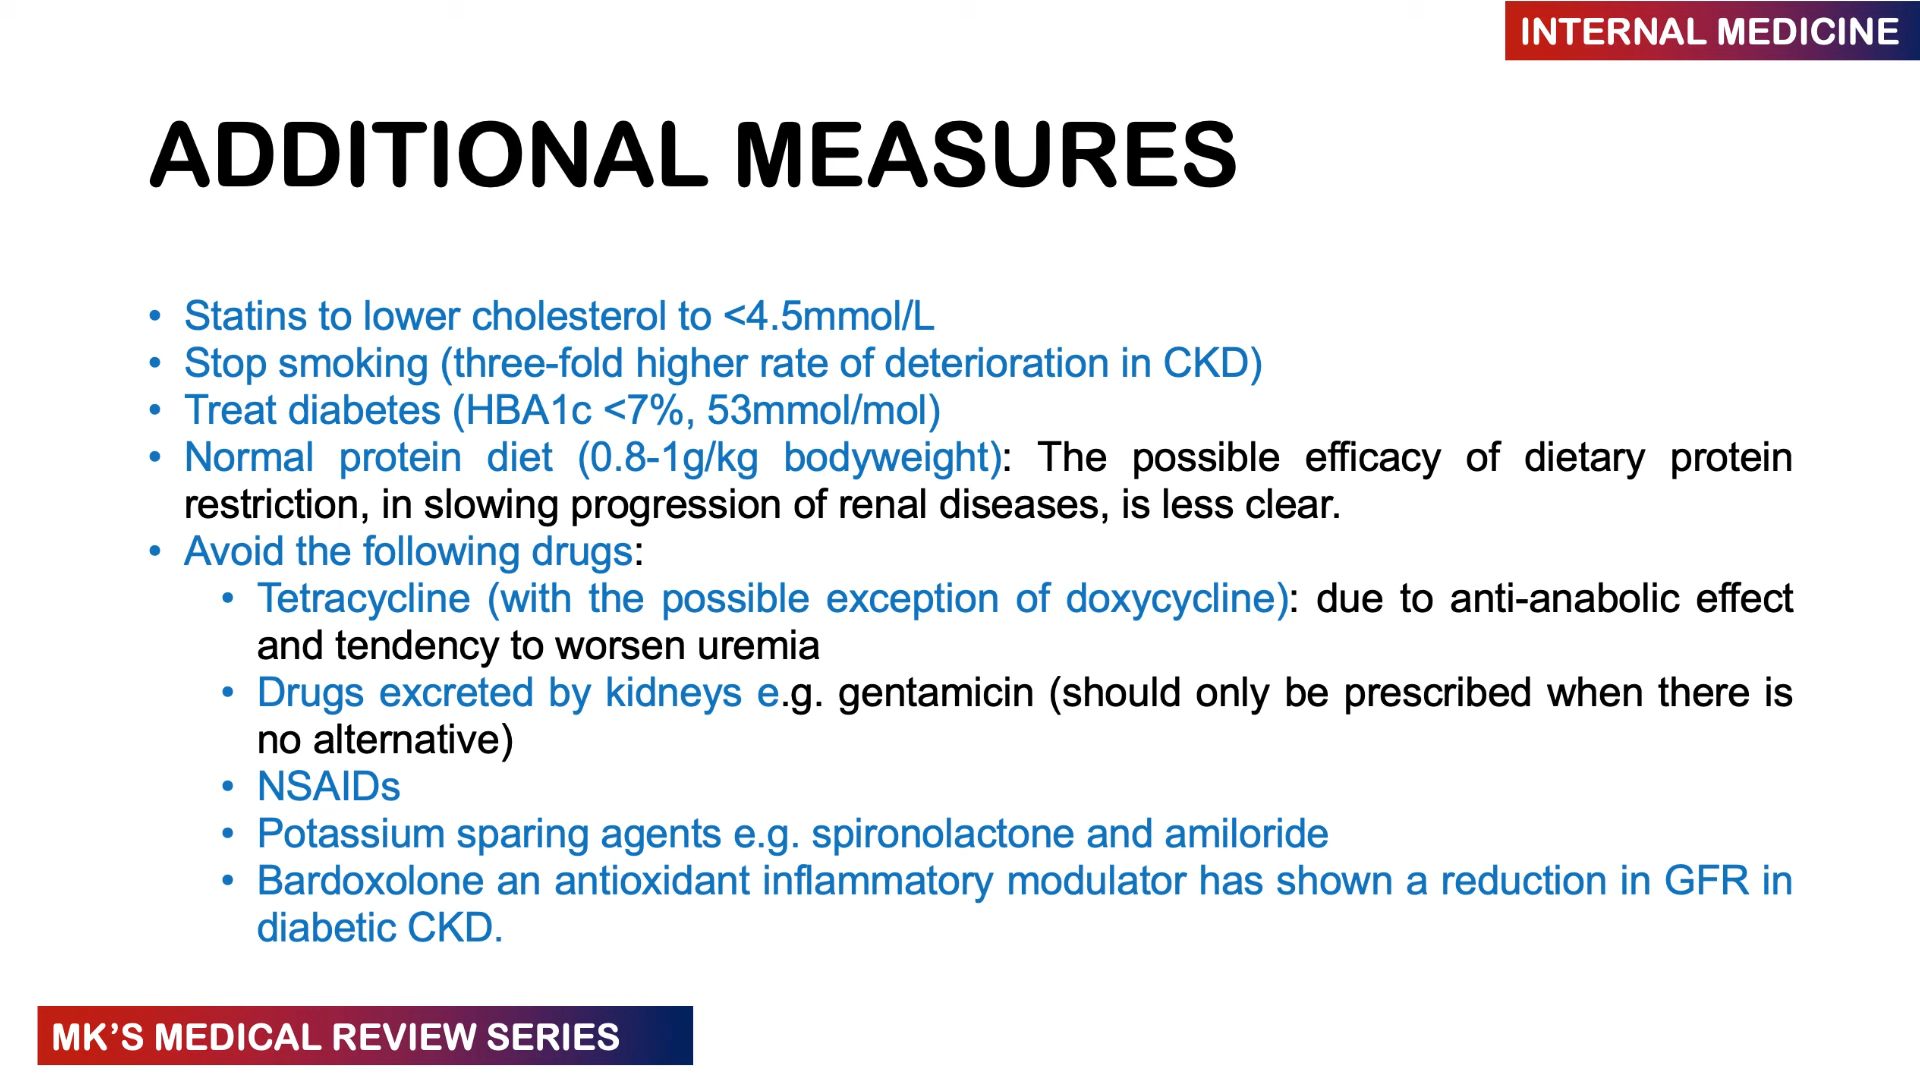 INTERNAL MEDICINE
ADDITIONAL MEASURES
• Statins to lower cholesterol to <4.5mmol/L
• Stop smoking (three-fold higher rate of deterioration in CKD)
• Treat diabetes (HBA1c <7%, 53mmol/mol)
• Normal protein diet (0.8-1g/kg bodyweight): The possible efficacy of dietary protein
restriction, in slowing progression of renal diseases, is less clear.
• Avoid the following drugs:
• Tetracycline (with the possible exception of doxycycline): due to anti-anabolic effect
and tendency to worsen uremia
• Drugs excreted by kidneys e.g. gentamicin (should only be prescribed when there is
no alternative)
• NSAIDs
• Potassium sparing agents e.g. spironolactone and amiloride
• Bardoxolone an antioxidant inflammatory modulator has shown a reduction in GFR in
diabetic CKD.
MK'S MEDICAL REVIEW SERIES